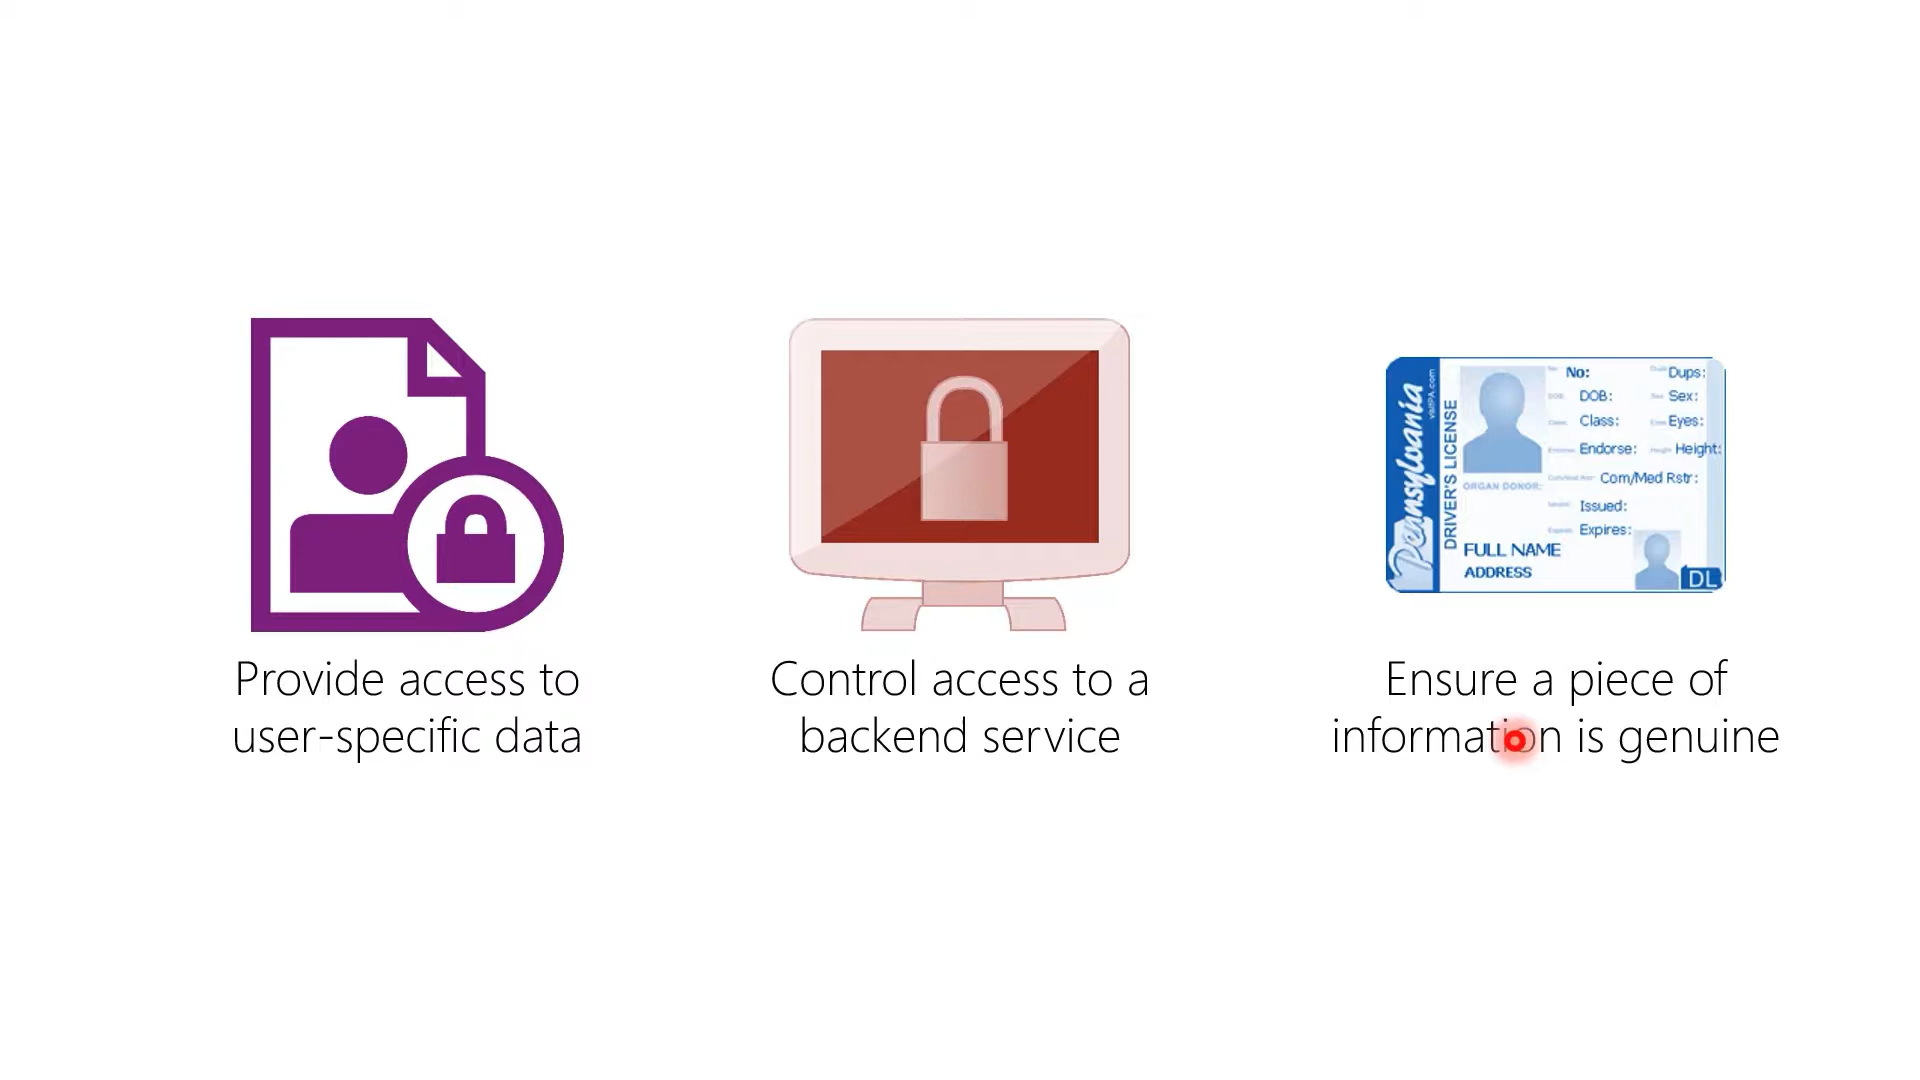 Provide access to
user-specific data
Control access to a
backend service
Pennsylvania
visitPA.com
DRIVER'S LICENSE
No:
Dups:
DOB:
Sex:
Class:
Eyes:
Endorse:
Height:
ORGAN DONOR:
Com/Med Rstr:
Issued:
Expires:
FULL NAME
ADDRESS
DL
Ensure a piece of
information is genuine